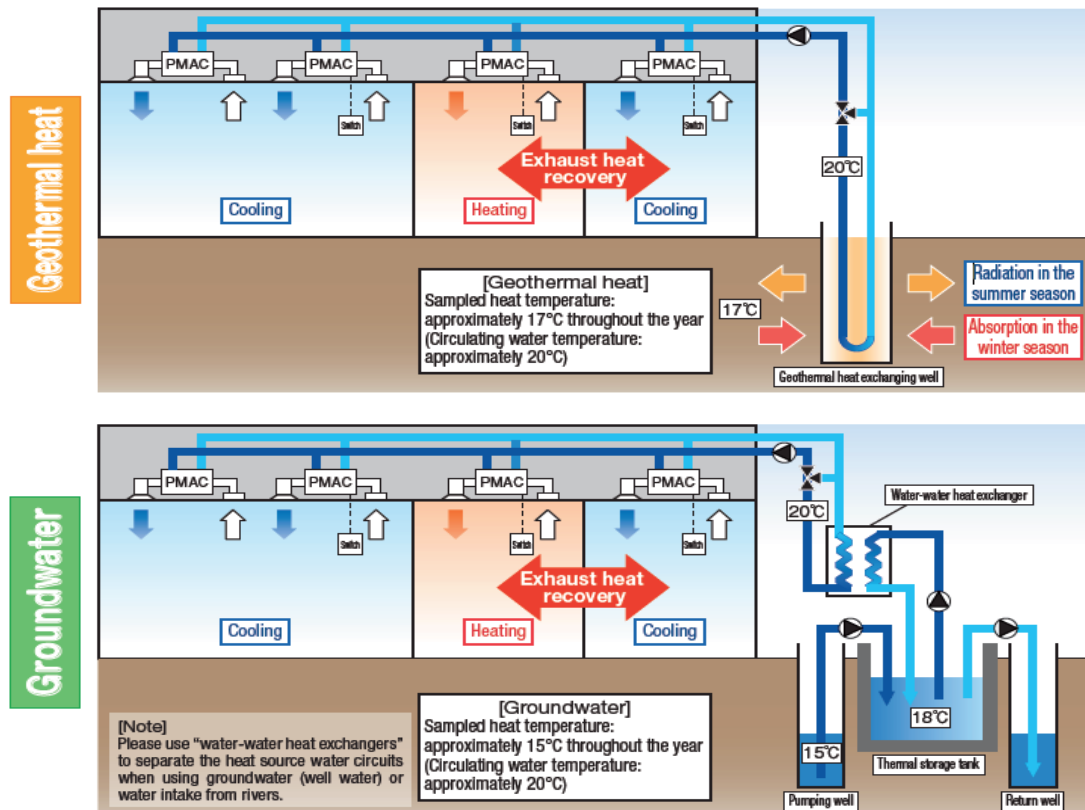 Geothermal heat
PMAC
PMAC
PMAC
PMAC
Switch
Switch
Switch
20℃
Exhaust heat
recovery
Cooling
Heating
Cooling
[Geothermal heat]
Sampled heat temperature:
approximately 17°C throughout the year
(Circulating water temperature:
approximately 20°C)
17℃
Radiation in the
summer season
Absorption in the
winter season
Geothermal heat exchanging well
Groundwater
PMAC
PMAC
PMAC
PMAC
Switch
Switch
Switch
20℃
Water-water heat exchanger
Exhaust heat
recovery
Cooling
Heating
Cooling
[Note]
Please use “water-water heat exchangers”
to separate the heat source water circuits
when using groundwater (well water) or
water intake from rivers.
[Groundwater]
Sampled heat temperature:
approximately 15°C throughout the year
(Circulating water temperature:
approximately 20°C)
18℃
15℃
Thermal storage tank
Pumping well
Return well